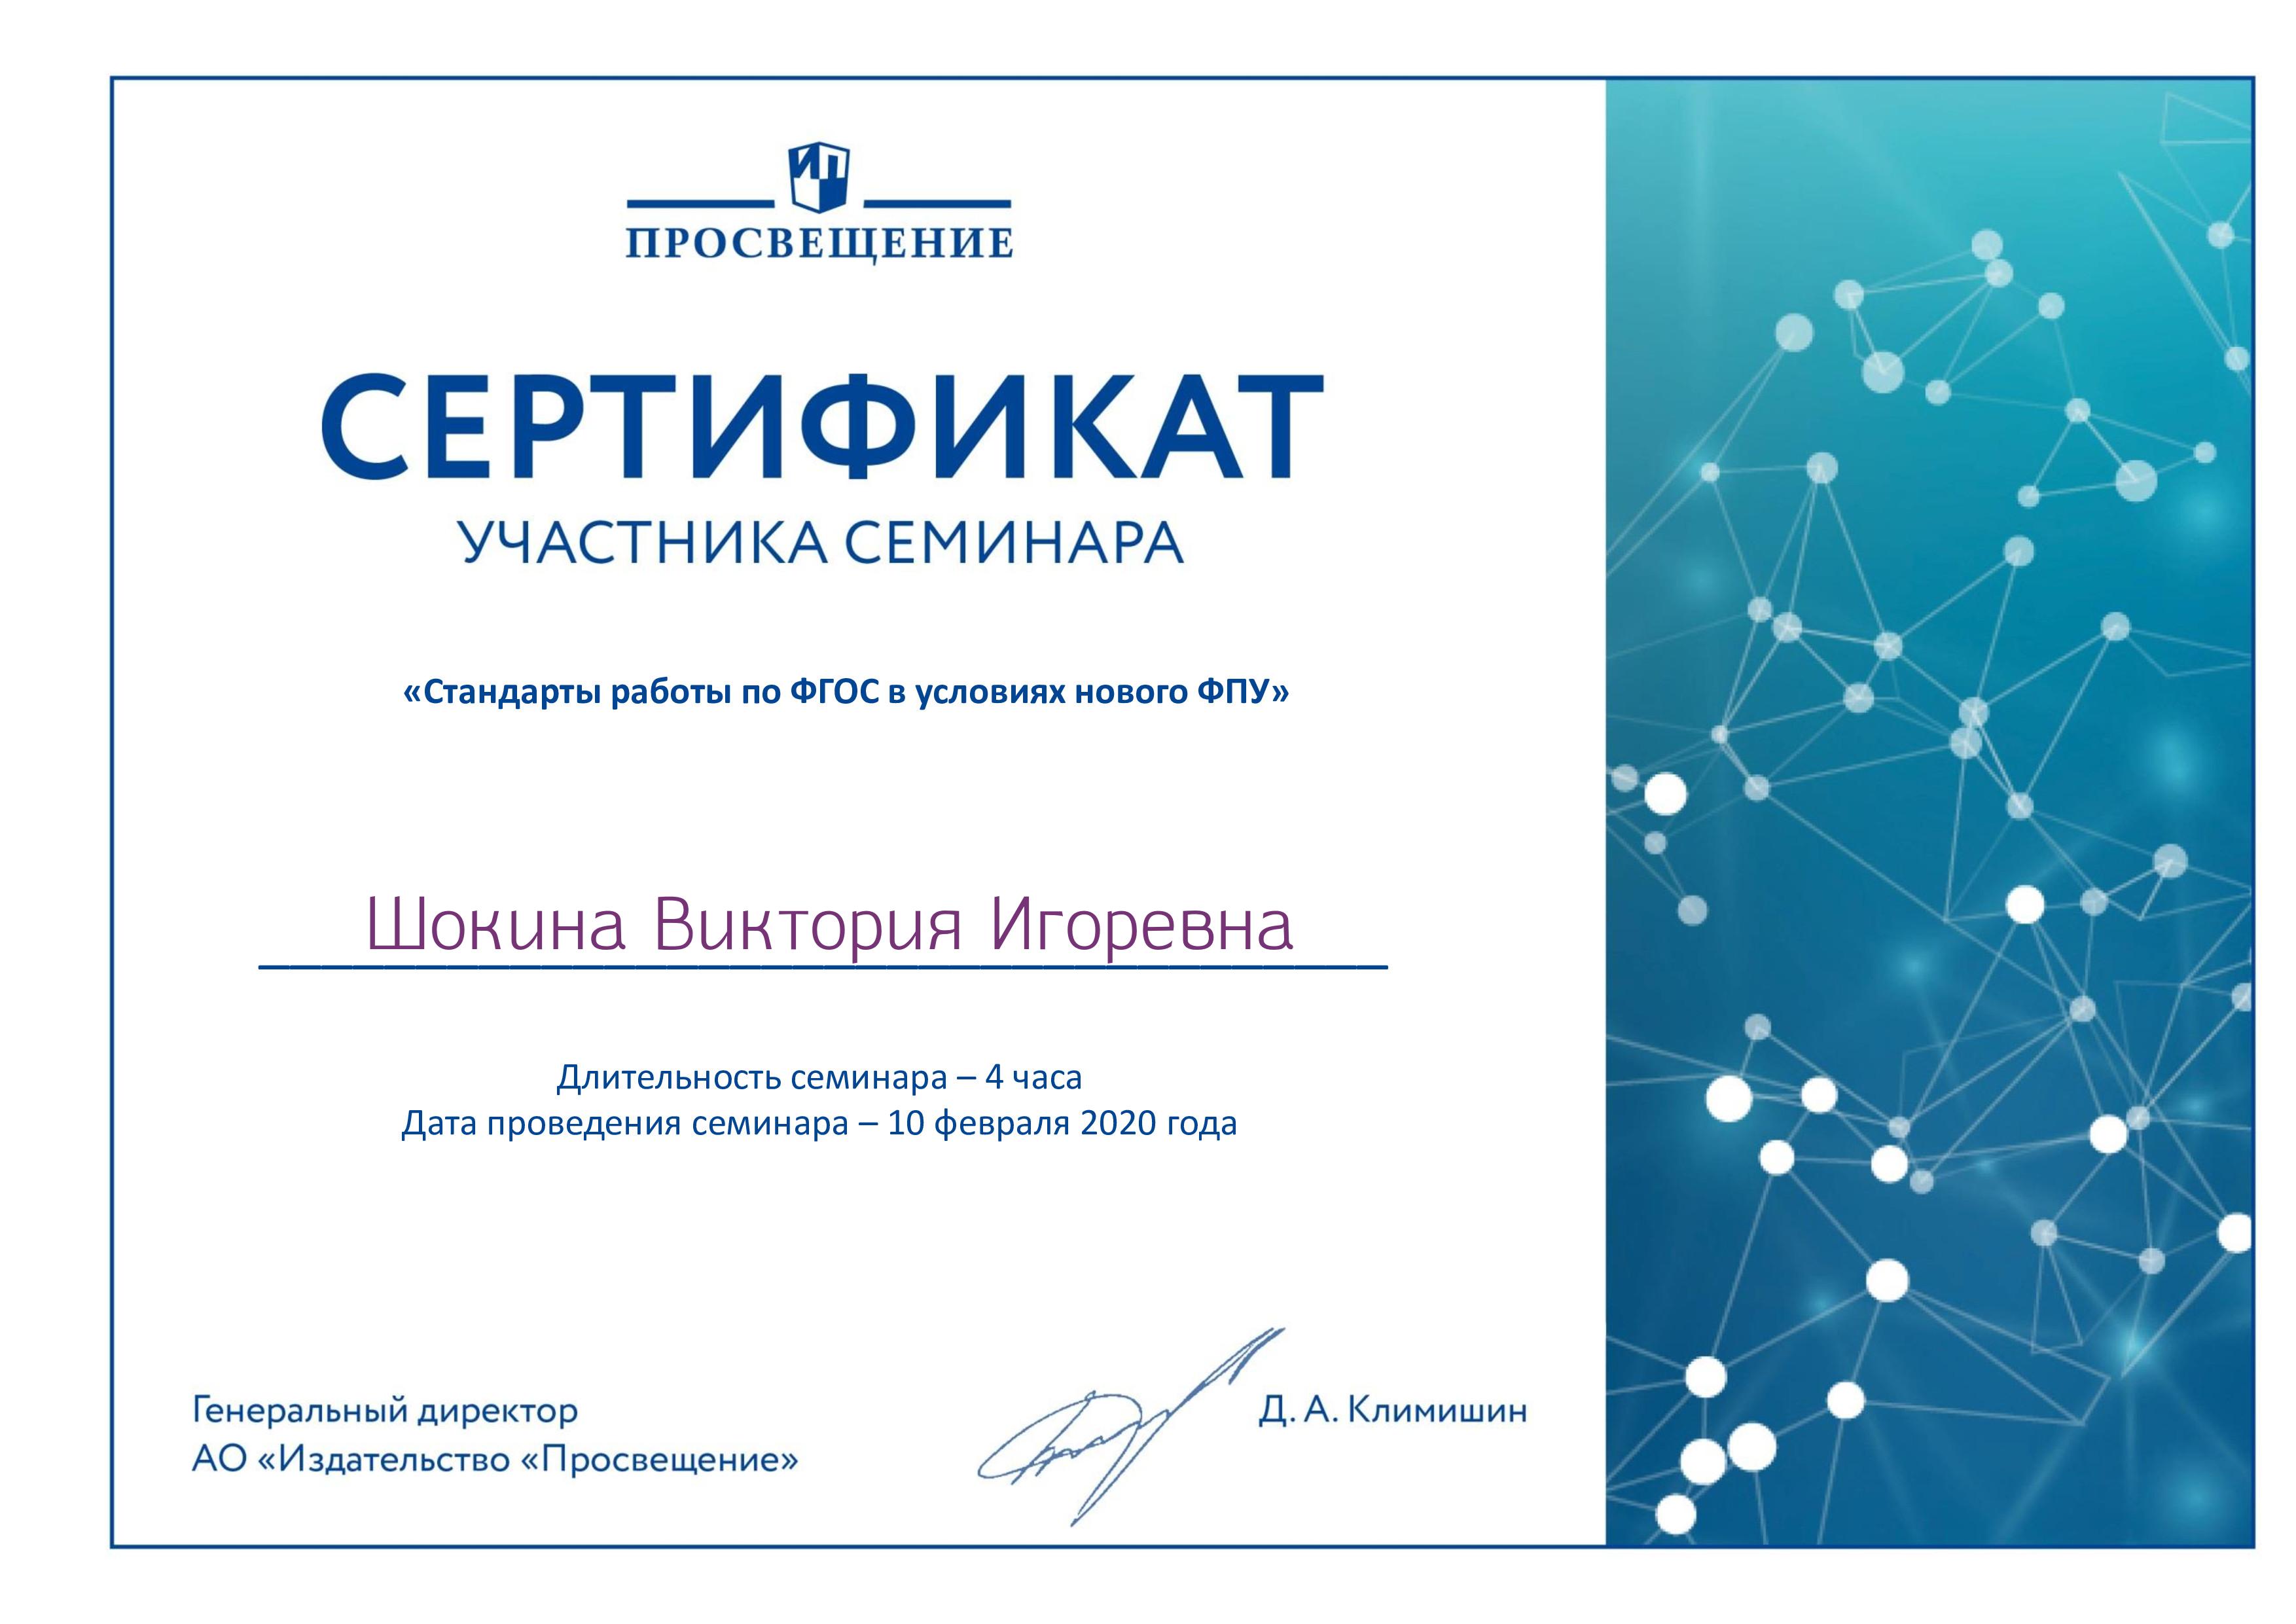 ИП
ПРОСВЕЩЕНИЕ
СЕРТИФИКАТ
УЧАСТНИКА СЕМИНАРА
«Стандарты работы по ФГОС в условиях нового ФПУ»
Шокина Виктория Игоревна
Длительность семинара – 4 часа
Дата проведения семинара – 10 февраля 2020 года
Генеральный директор
АО «Издательство «Просвещение»
Д. А. Климишин